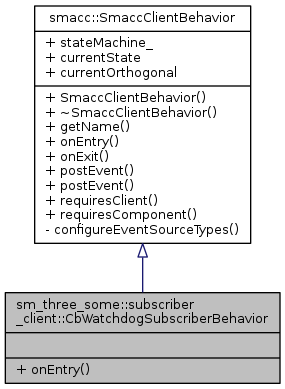 smacc::SmaccClientBehavior
+ stateMachine_
+ currentState
+ currentOrthogonal
+ SmaccClientBehavior()
+ ~SmaccClientBehavior()
+ getName()
+ onEntry()
+ onExit()
+ postEvent()
+ postEvent()
+ requiresClient()
+ requiresComponent()
- configureEventSourceTypes()
sm_three_some::subscriber
_client::CbWatchdogSubscriberBehavior
+ onEntry()